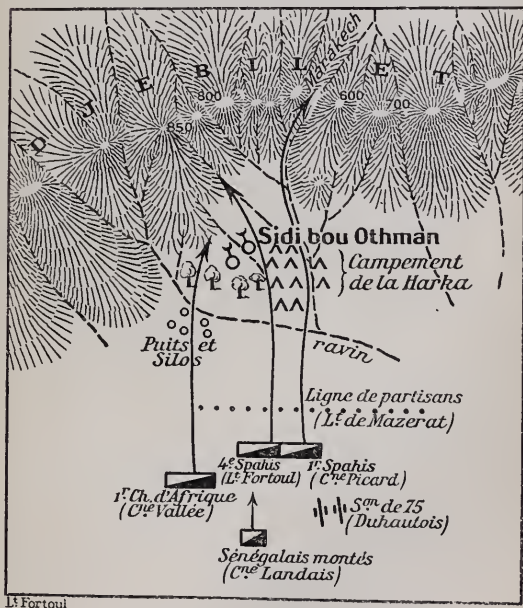 DJEBILET
Marakech
800
850
600
700
Sidi bou Othman
Campement
de la Harka
Puits et
Silos
ravin
Ligne de partisans
(Lt de Mazerat)
4e Spahis
(Lt Fortoul)
1r Spahis
(Cne Picard)
1r Ch. d'Afrique
(Cne Vallée)
Son de 75
(Duhautois)
Sénégalais montés
(Cne Landais)
Lt Fortoul